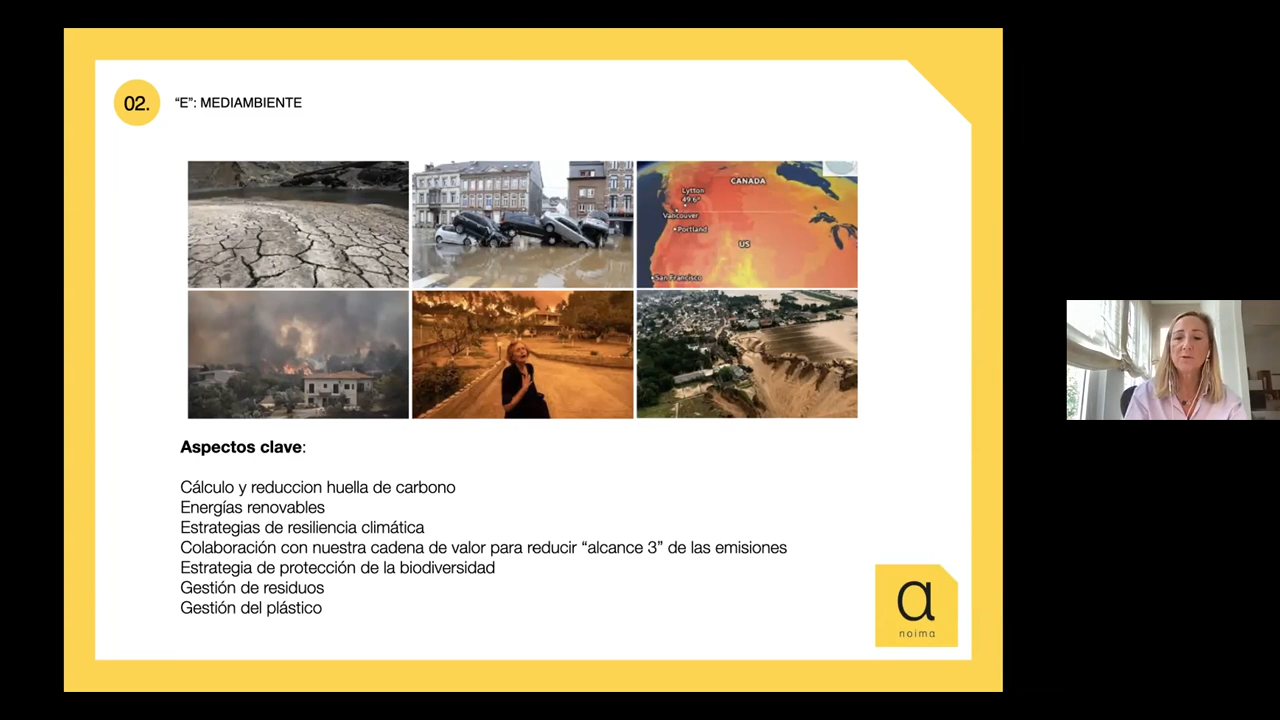 02.
“E”: MEDIAMBIENTE
CANADA
Lytton
49.6°
Vancouver
Portland
US
San Francisco
Aspectos clave:
Cálculo y reduccion huella de carbono
Energías renovables
Estrategias de resiliencia climática
Colaboración con nuestra cadena de valor para reducir “alcance 3” de las emisiones
Estrategia de protección de la biodiversidad
Gestión de residuos
Gestión del plástico
a
noima